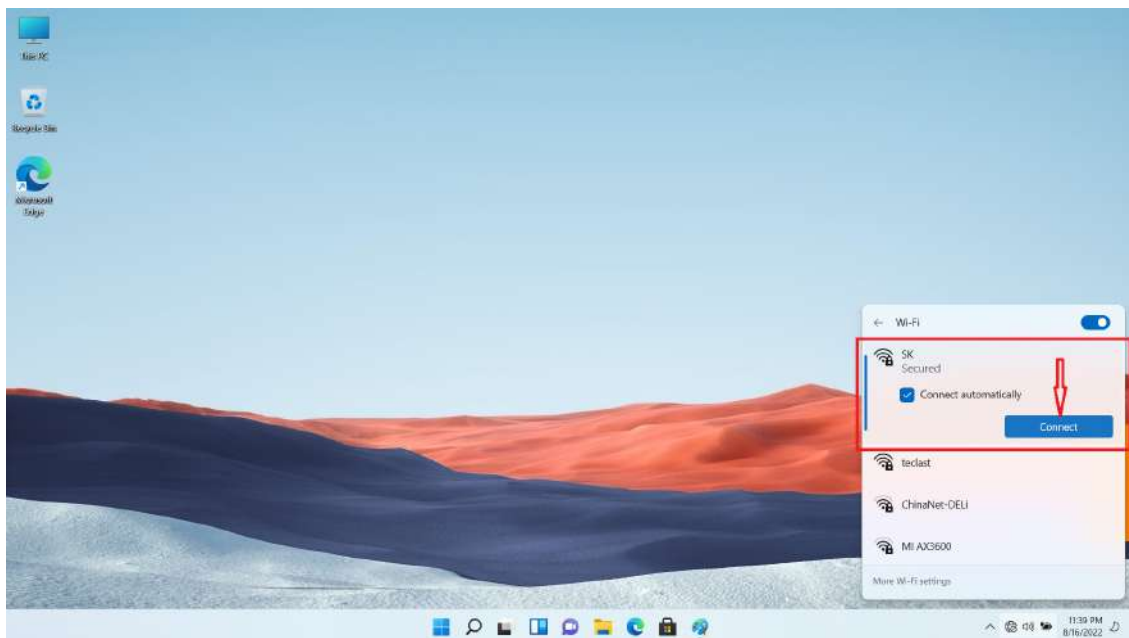 This PC
Recycle Bin
Microsoft
Edge
Wi-Fi
SK
Secured
Connect automatically
Connect
teclast
ChinaNet-DELi
MI AX3600
More Wi-Fi settings
11:39 PM
8/16/2022